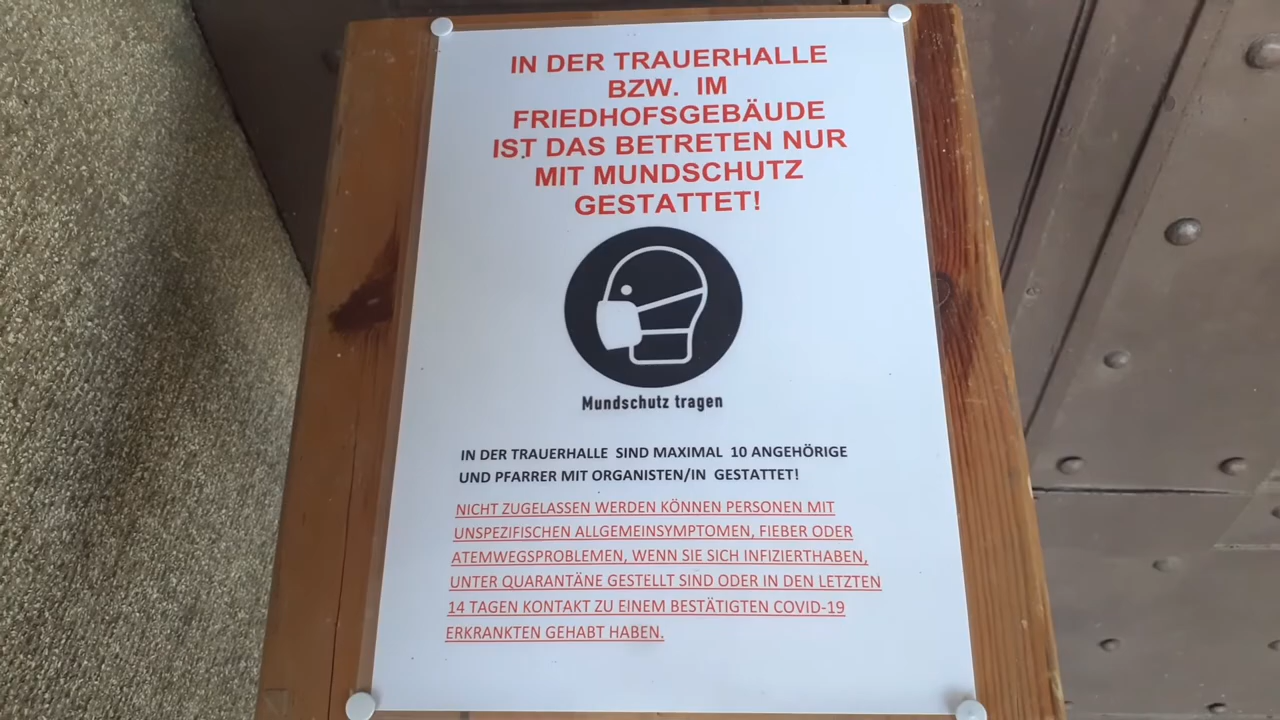 IN DER TRAUERHALLE
BZW. IM
FRIEDHOFSGEBÄUDE
IST DAS BETRETEN NUR
MIT MUNDSCHUTZ
GESTATTET!
Mundschutz tragen
IN DER TRAUERHALLE SIND MAXIMAL 10 ANGEHÖRIGE
UND PFARRER MIT ORGANISTEN/IN GESTATTET!
NICHT ZUGELASSEN WERDEN KÖNNEN PERSONEN MIT
UNSPEZIFISCHEN ALLGEMEINSYMPTOMEN, FIEBER ODER
ATEMWEGSPROBLEMEN, WENN SIE SICH INFIZIERTHABEN,
UNTER QUARANTÄNE GESTELLT SIND ODER IN DEN LETZTEN
14 TAGEN KONTAKT ZU EINEM BESTÄTIGTEN COVID-19
ERKRANKTEN GEHABT HABEN.